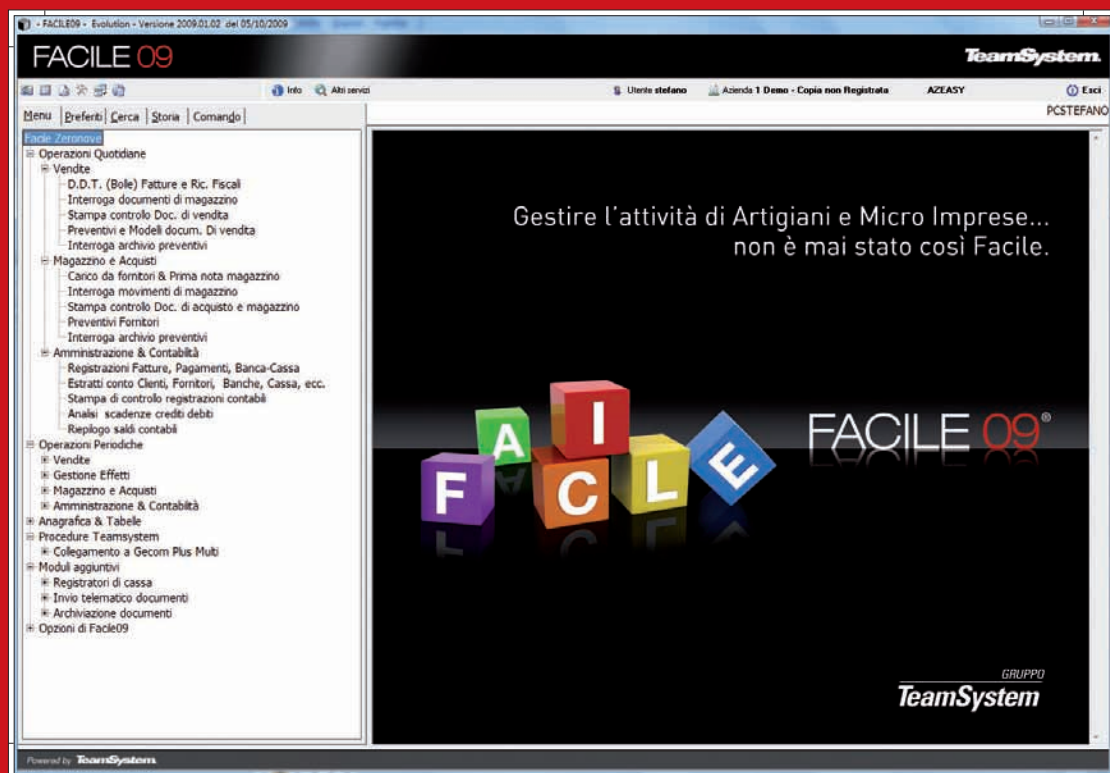 - FACILE09 - Evolution - Versione 2009.01.02 del 05/10/2009
FACILE 09
TeamSystem.
Info
Altri servizi
Utente stefano
Azienda 1 Demo - Copia non Registrata
AZEASY
Esci
Menu
Preferiti
Cerca
Storia
Comando
PCSTEFANO
Facile Zeronove
Operazioni Quotidiane
Vendite
D.D.T. (Bolle) Fatture e Ric. Fiscali
Interroga documenti di magazzino
Stampa controllo Doc. di vendita
Preventivi e Modelli docum. Di vendita
Interroga archivio preventivi
Magazzino e Acquisti
Carico da fornitori & Prima nota magazzino
Interroga movimenti di magazzino
Stampa controllo Doc. di acquisto e magazzino
Preventivi Fornitori
Interroga archivio preventivi
Amministrazione & Contabilità
Registrazioni Fatture, Pagamenti, Banca-Cassa
Estratti conto Clienti, Fornitori, Banche, Cassa, ecc.
Stampa di controllo registrazioni contabili
Analisi scadenze crediti debiti
Riepilogo saldi contabili
Operazioni Periodiche
Vendite
Gestione Effetti
Magazzino e Acquisti
Amministrazione & Contabilità
Anagrafica & Tabelle
Procedure Teamsystem
Collegamento a Gecom Plus Multi
Moduli aggiuntivi
Registratori di cassa
Invio telematico documenti
Archiviazione documenti
Opzioni di Facile09
Gestire l'attività di Artigiani e Micro Imprese...
non è mai stato così Facile.
F A C I L E
FACILE 09®
GRUPPO
TeamSystem
Powered by TeamSystem.